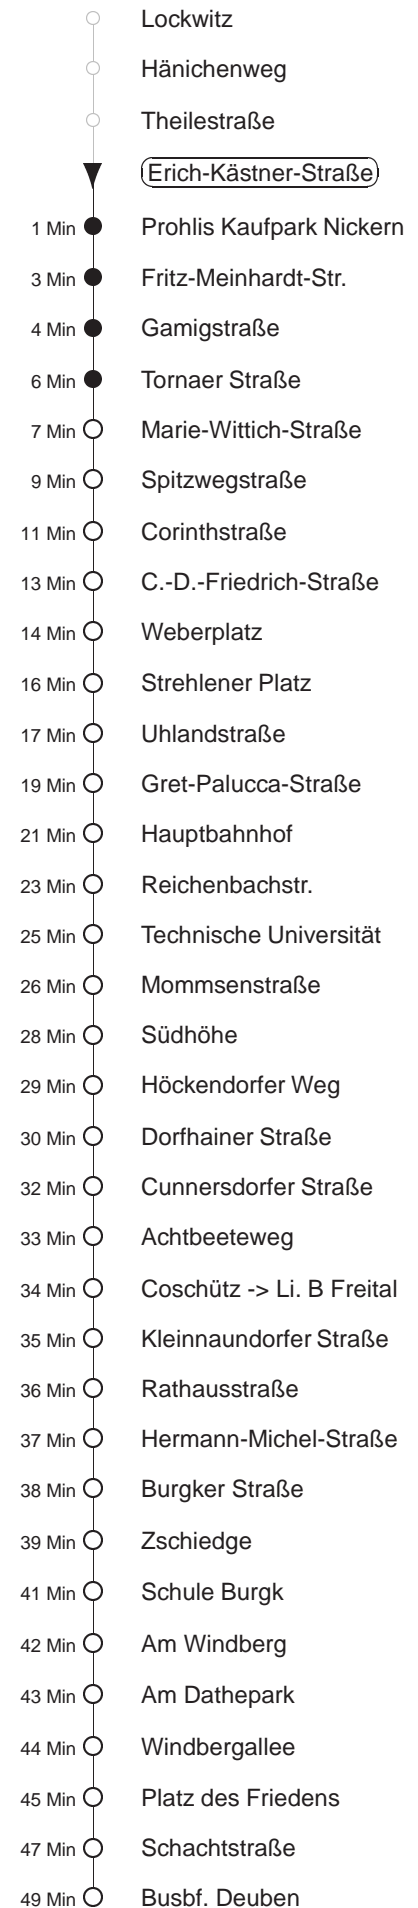 Lockwitz
Hänichenweg
Theilestraße
Erich-Kästner-Straße
1 Min Prohlis Kaufpark Nickern
3 Min Fritz-Meinhardt-Str.
4 Min Gamigstraße
6 Min Tornaer Straße
7 Min Marie-Wittich-Straße
9 Min Spitzwegstraße
11 Min Corinthstraße
13 Min C.-D.-Friedrich-Straße
14 Min Weberplatz
16 Min Strehlener Platz
17 Min Uhlandstraße
19 Min Gret-Palucca-Straße
21 Min Hauptbahnhof
23 Min Reichenbachstr.
25 Min Technische Universität
26 Min Mommsenstraße
28 Min Südhöhe
29 Min Höckendorfer Weg
30 Min Dorfhainer Straße
32 Min Cunnersdorfer Straße
33 Min Achtbeeteweg
34 Min Coschütz -> Li. B Freital
35 Min Kleinnaundorfer Straße
36 Min Rathausstraße
37 Min Hermann-Michel-Straße
38 Min Burgker Straße
39 Min Zschiedge
41 Min Schule Burgk
42 Min Am Windberg
43 Min Am Dathepark
44 Min Windbergallee
45 Min Platz des Friedens
47 Min Schachtstraße
49 Min Busbf. Deuben